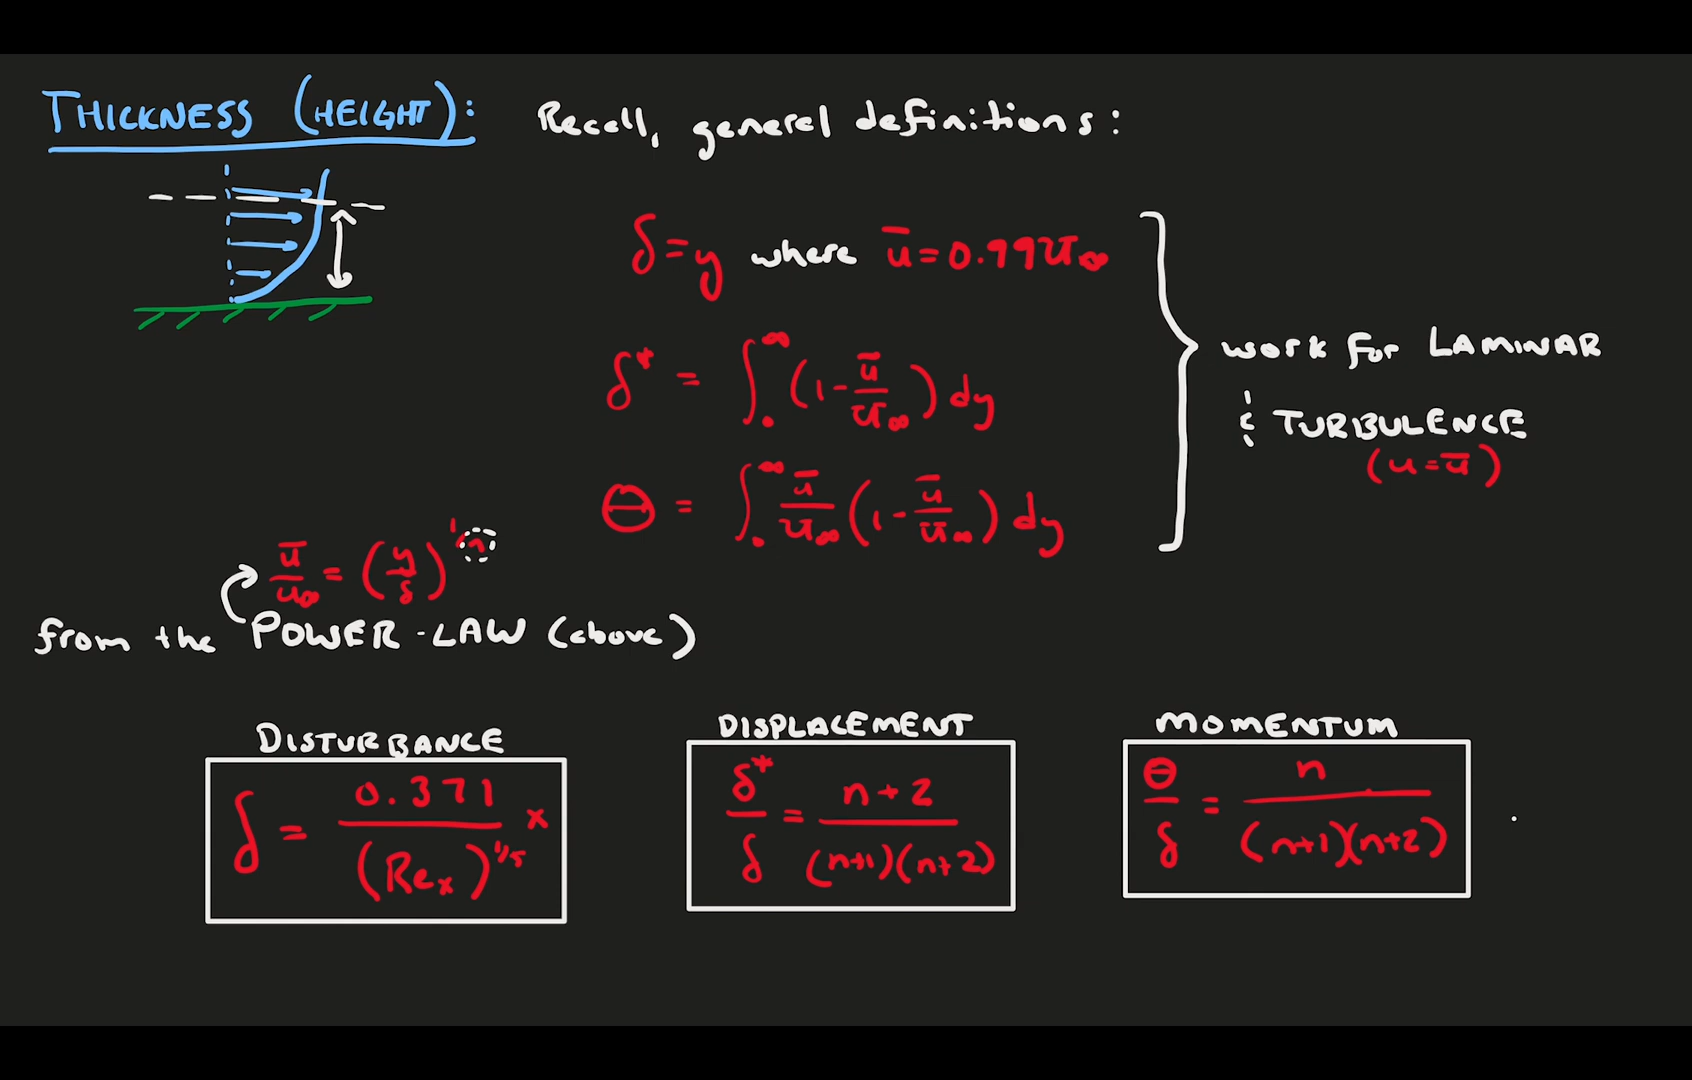 THICKNESS (HEIGHT):
Recall, general definitions:
δ = y where u̅ = 0.99U∞
δ* = ∫₀^∞ (1 - u̅/U∞) dy
Θ = ∫₀^∞ u̅/U∞ (1 - u̅/U∞) dy
work for LAMINAR
& TURBULENCE
(u = u̅)
u̅/u∞ = (y/δ)^1/n
from the POWER-LAW (above)
DISTURBANCE
δ = 0.371/(Rex)^1/5 x
DISPLACEMENT
δ*/δ = n+2/(n+1)(n+2)
MOMENTUM
Θ/δ = n/(n+1)(n+2)